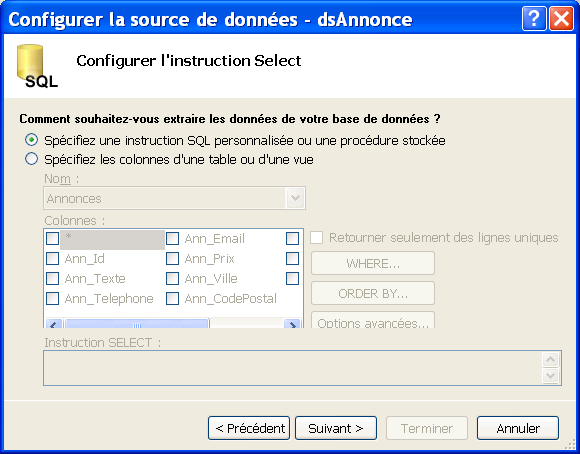 Configurer la source de données - dsAnnonce
SQL
Configurer l'instruction Select
Comment souhaitez-vous extraire les données de votre base de données ?
Spécifiez une instruction SQL personnalisée ou une procédure stockée
Spécifiez les colonnes d'une table ou d'une vue
Nom :
Annonces
Colonnes :
* Ann_Email
Ann_Id Ann_Prix
Ann_Texte Ann_Ville
Ann_Telephone Ann_CodePostal
Retourner seulement des lignes uniques
WHERE...
ORDER BY...
Options avancées...
Instruction SELECT :
< Précédent Suivant > Terminer Annuler